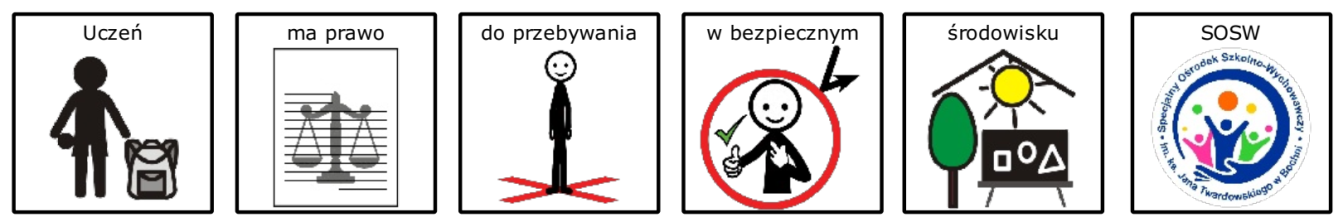 Uczeń
ma prawo
do przebywania
w bezpiecznym
środowisku
SOSW
Specjalny Ośrodek Szkolno-Wychowawczy
im. ks. Jana Twardowskiego w Bochni